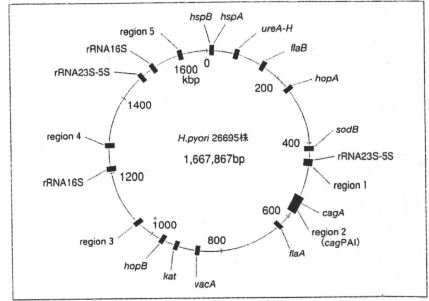 hspB
hspA
ureA-H
flaB
hopA
sodB
rRNA23S-5S
region 1
cagA
region 2
(cagPAI)
flaA
vacA
kat
hopB
region 3
rRNA16S
region 4
rRNA23S-5S
rRNA16S
region 5
0
200
400
600
800
1000
1200
1400
1600
kbp
H.pyori 26695株
1,667,867bp